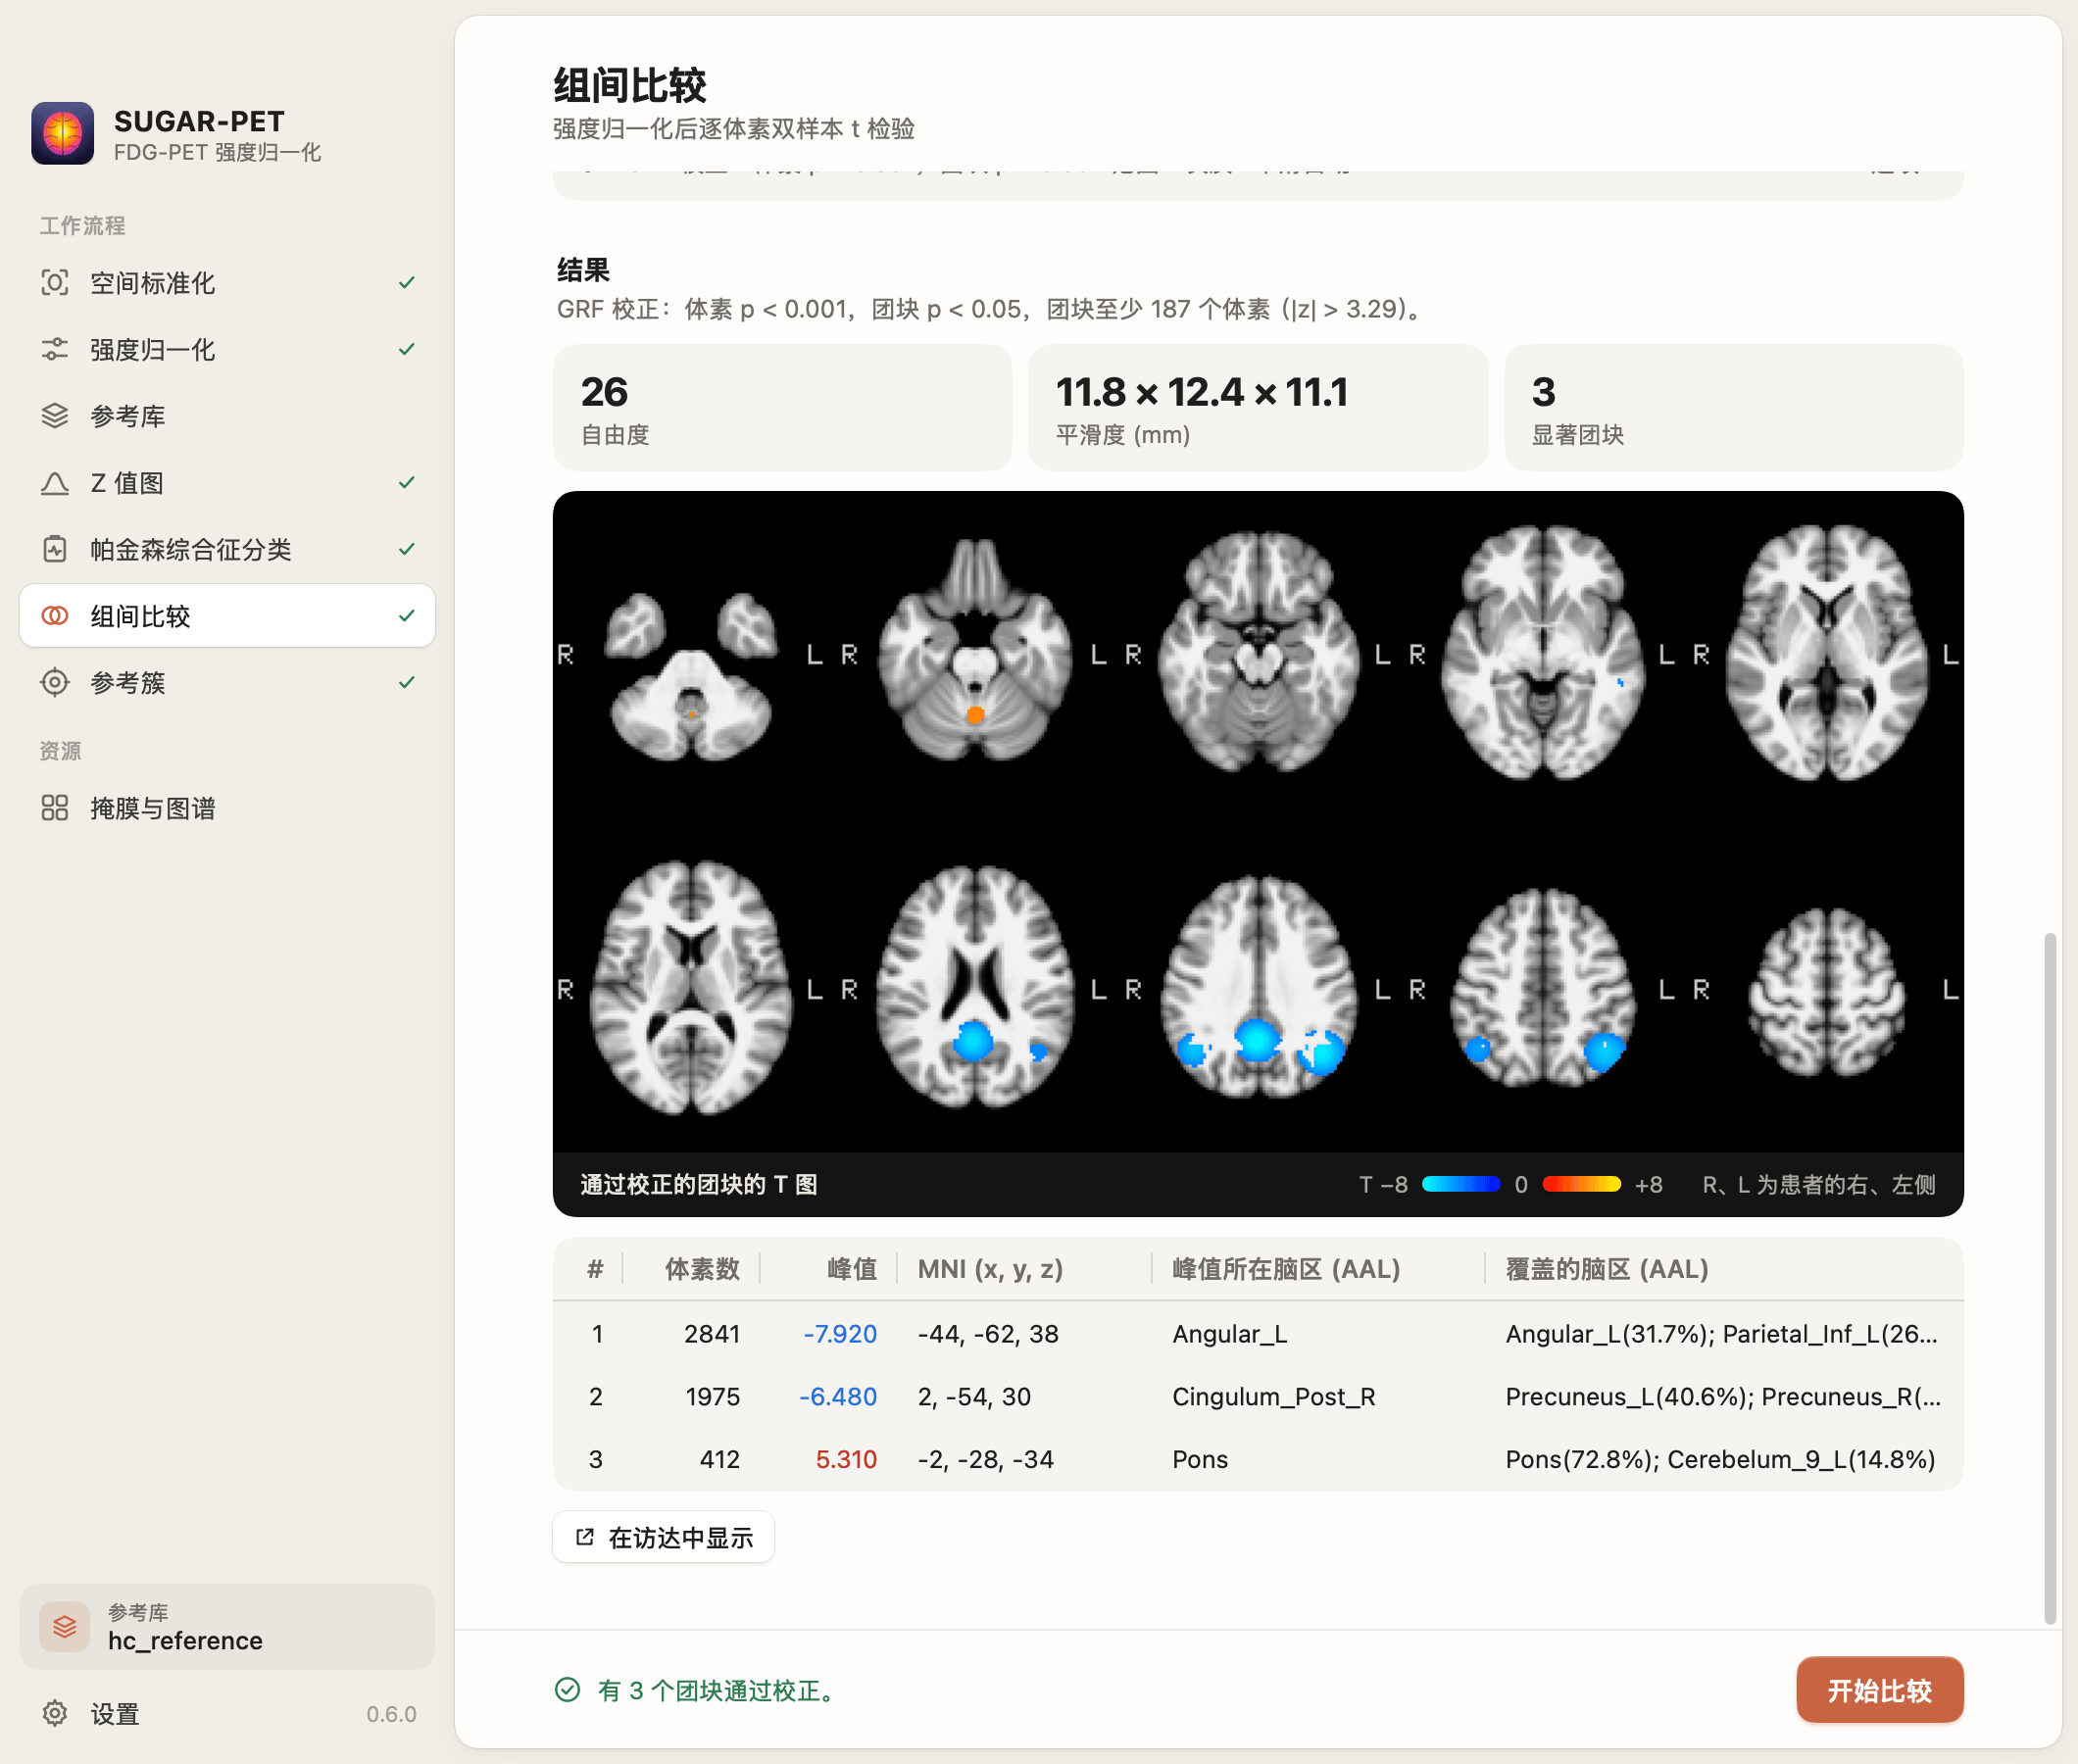 SUGAR-PET
FDG-PET 强度归一化
工作流程
空间标准化
强度归一化
参考库
Z 值图
帕金森综合征分类
组间比较
参考簇
资源
掩膜与图谱
参考库
hc_reference
设置 0.6.0
组间比较
强度归一化后逐体素双样本 t 检验
结果
GRF 校正：体素 p < 0.001，团块 p < 0.05，团块至少 187 个体素 (|z| > 3.29)。
26
自由度
11.8 × 12.4 × 11.1
平滑度 (mm)
3
显著团块
R L R L R L R L R L
R L R L R L R L R L
通过校正的团块的 T 图 T −8 0 +8 R、L 为患者的右、左侧
# 体素数 峰值 MNI (x, y, z) 峰值所在脑区 (AAL) 覆盖的脑区 (AAL)
1 2841 -7.920 -44, -62, 38 Angular_L Angular_L(31.7%); Parietal_Inf_L(26...
2 1975 -6.480 2, -54, 30 Cingulum_Post_R Precuneus_L(40.6%); Precuneus_R(...
3 412 5.310 -2, -28, -34 Pons Pons(72.8%); Cerebelum_9_L(14.8%)
在访达中显示
有 3 个团块通过校正。
开始比较